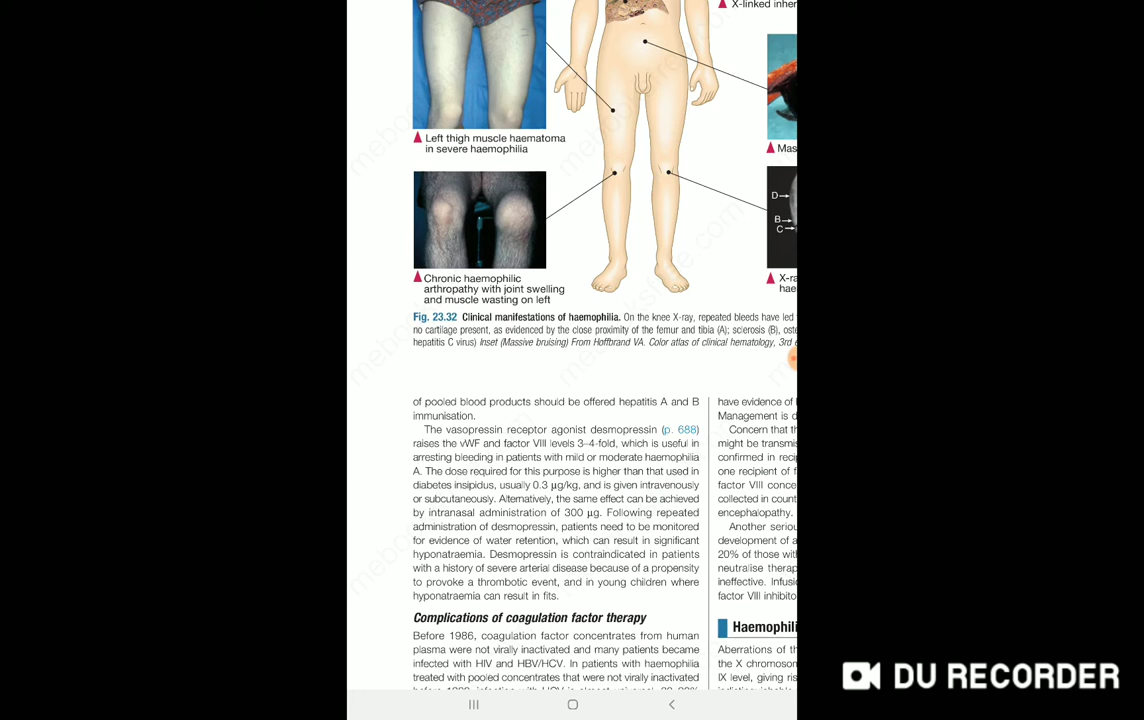 X-linked inher
Left thigh muscle haematoma
in severe haemophilia
Mas
D
B
C
Chronic haemophilic
arthropathy with joint swelling
and muscle wasting on left
X-ra
hae
Fig. 23.32 Clinical manifestations of haemophilia. On the knee X-ray, repeated bleeds have led
no cartilage present, as evidenced by the close proximity of the femur and tibia (A); sclerosis (B), oste
hepatitis C virus) Inset (Massive bruising) From Hoffbrand VA. Color atlas of clinical hematology, 3rd e
of pooled blood products should be offered hepatitis A and B
immunisation.
The vasopressin receptor agonist desmopressin (p. 688)
raises the vWF and factor VIII levels 3–4-fold, which is useful in
arresting bleeding in patients with mild or moderate haemophilia
A. The dose required for this purpose is higher than that used in
diabetes insipidus, usually 0.3 µg/kg, and is given intravenously
or subcutaneously. Alternatively, the same effect can be achieved
by intranasal administration of 300 µg. Following repeated
administration of desmopressin, patients need to be monitored
for evidence of water retention, which can result in significant
hyponatraemia. Desmopressin is contraindicated in patients
with a history of severe arterial disease because of a propensity
to provoke a thrombotic event, and in young children where
hyponatraemia can result in fits.
Complications of coagulation factor therapy
Before 1986, coagulation factor concentrates from human
plasma were not virally inactivated and many patients became
infected with HIV and HBV/HCV. In patients with haemophilia
treated with pooled concentrates that were not virally inactivated
have evidence of
Management is d
Concern that th
might be transmis
confirmed in recip
one recipient of f
factor VIII conce
collected in count
encephalopathy.
Another seriou
development of a
20% of those with
neutralise therap
ineffective. Infusi
factor VIII inhibito
Haemophili
Aberrations of th
the X chromosom
IX level, giving ris
DU RECORDER